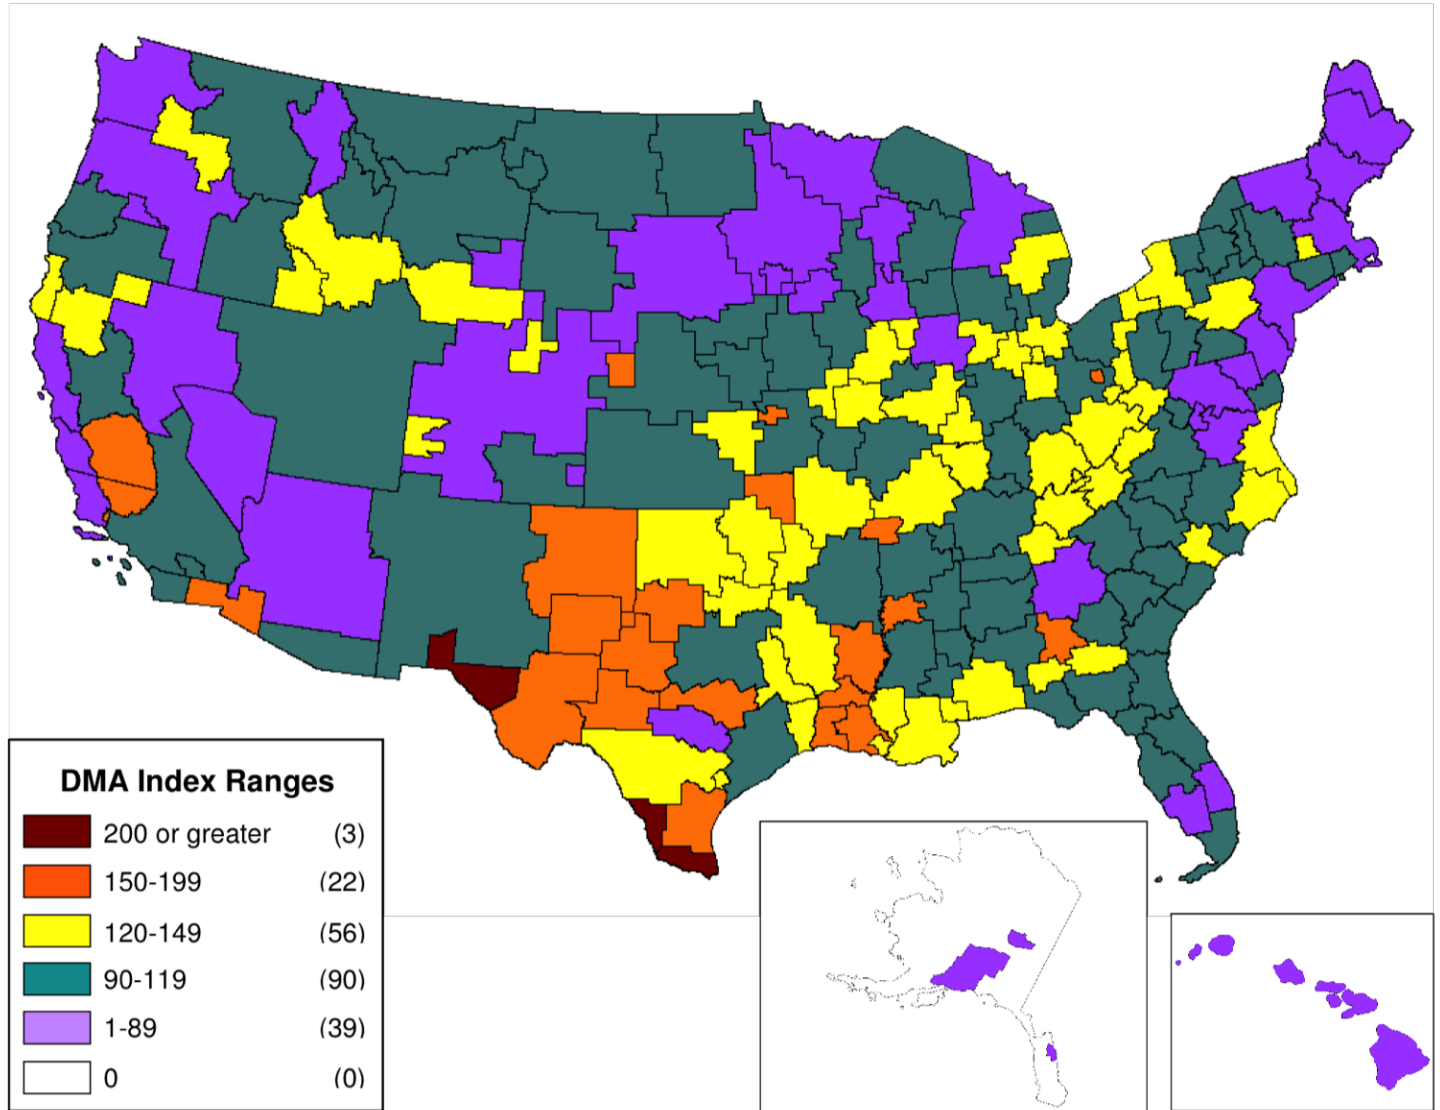 DMA Index Ranges
200 or greater (3)
150-199 (22)
120-149 (56)
90-119 (90)
1-89 (39)
0 (0)